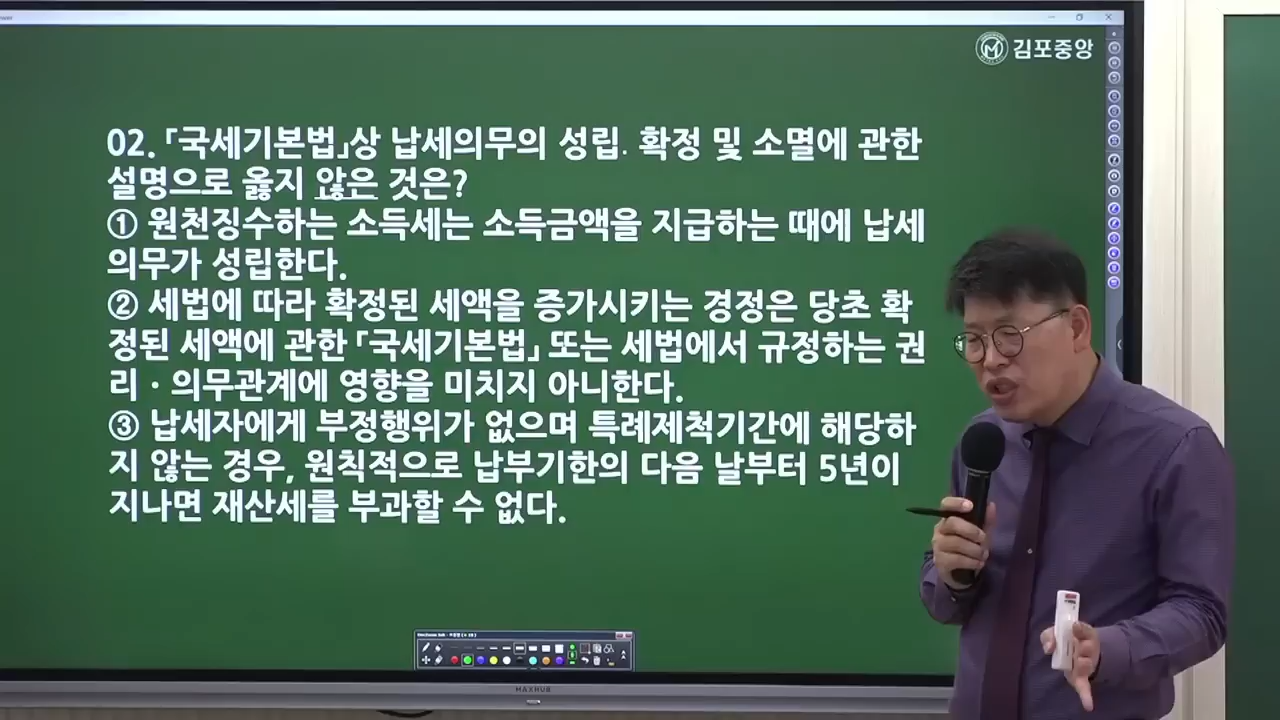 김포중앙
02. 「국세기본법」상 납세의무의 성립. 확정 및 소멸에 관한
설명으로 옳지 않은 것은?
① 원천징수하는 소득세는 소득금액을 지급하는 때에 납세
의무가 성립한다.
② 세법에 따라 확정된 세액을 증가시키는 경정은 당초 확
정된 세액에 관한 「국세기본법」 또는 세법에서 규정하는 권
리 · 의무관계에 영향을 미치지 아니한다.
③ 납세자에게 부정행위가 없으며 특례제척기간에 해당하
지 않는 경우, 원칙적으로 납부기한의 다음 날부터 5년이
지나면 재산세를 부과할 수 없다.
MAXHUB